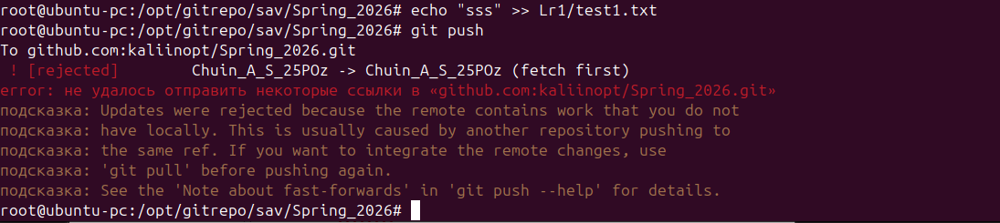 root@ubuntu-pc:/opt/gitrepo/sav/Spring_2026# echo "sss" >> Lr1/test1.txt
root@ubuntu-pc:/opt/gitrepo/sav/Spring_2026# git push
To github.com:kaliinopt/Spring_2026.git
 ! [rejected]        Chuin_A_S_25POz -> Chuin_A_S_25POz (fetch first)
error: не удалось отправить некоторые ссылки в «github.com:kaliinopt/Spring_2026.git»
подсказка: Updates were rejected because the remote contains work that you do not
подсказка: have locally. This is usually caused by another repository pushing to
подсказка: the same ref. If you want to integrate the remote changes, use
подсказка: 'git pull' before pushing again.
подсказка: See the 'Note about fast-forwards' in 'git push --help' for details.
root@ubuntu-pc:/opt/gitrepo/sav/Spring_2026#